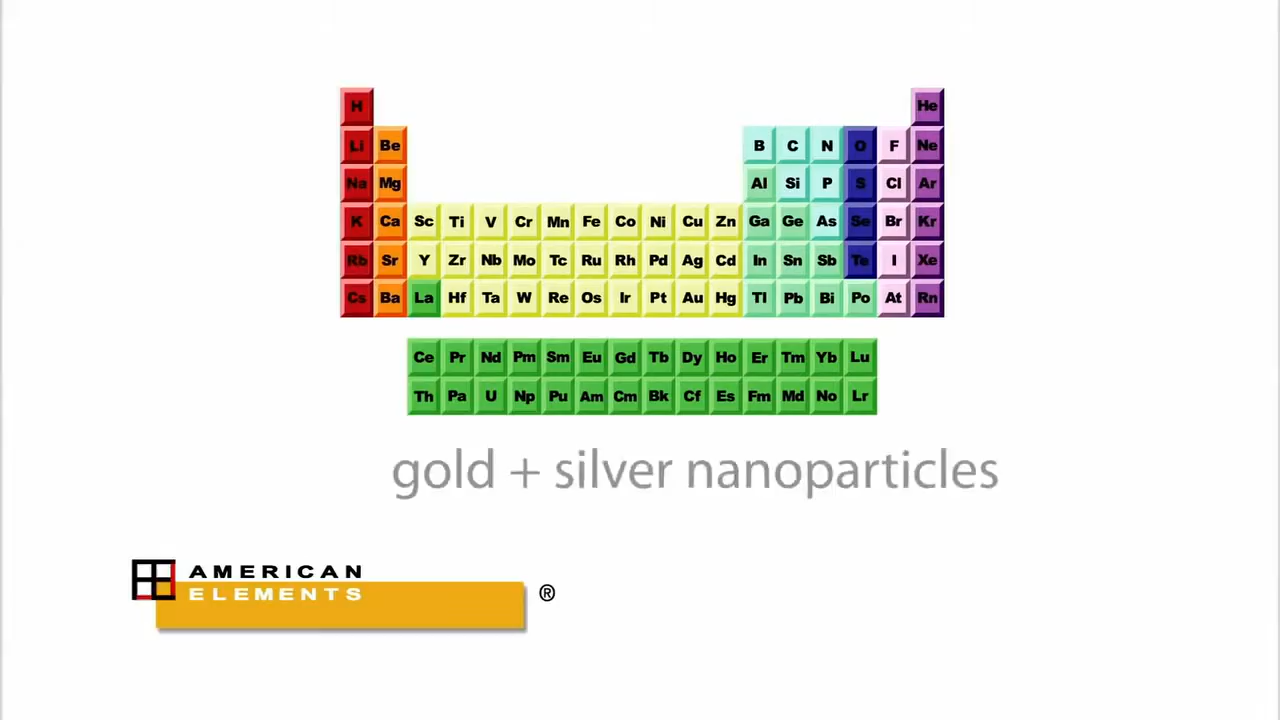 H He
Li Be B C N O F Ne
Na Mg Al Si P S Cl Ar
K Ca Sc Ti V Cr Mn Fe Co Ni Cu Zn Ga Ge As Se Br Kr
Rb Sr Y Zr Nb Mo Tc Ru Rh Pd Ag Cd In Sn Sb Te I Xe
Cs Ba La Hf Ta W Re Os Ir Pt Au Hg Tl Pb Bi Po At Rn
Ce Pr Nd Pm Sm Eu Gd Tb Dy Ho Er Tm Yb Lu
Th Pa U Np Pu Am Cm Bk Cf Es Fm Md No Lr
gold + silver nanoparticles
AMERICAN
ELEMENTS ®